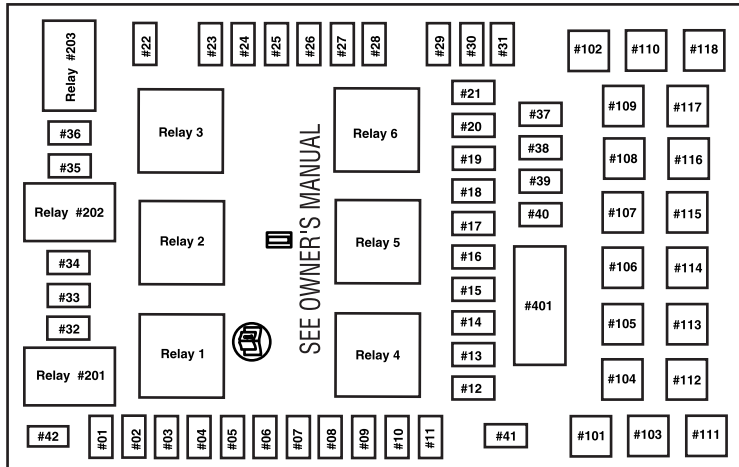 #22 #23 #24 #25 #26 #27 #28 #29 #30 #31
#102 #110 #118
Relay #203
#36
#35
Relay #202
#34
#33
#32
Relay #201
Relay 3
Relay 2
Relay 1
SEE OWNER'S MANUAL
Relay 6
Relay 5
Relay 4
#21
#20
#19
#18
#17
#16
#15
#14
#13
#12
#37
#38
#39
#40
#401
#109 #117
#108 #116
#107 #115
#106 #114
#105 #113
#104 #112
#42 #01 #02 #03 #04 #05 #06 #07 #08 #09 #10 #11 #41 #101 #103 #111